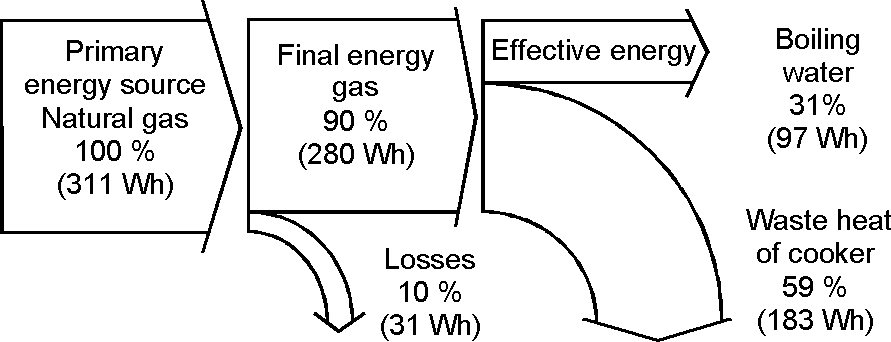 Primary
energy source
Natural gas
100 %
(311 Wh)
Final energy
gas
90 %
(280 Wh)
Effective energy
Boiling
water
31%
(97 Wh)
Losses
10 %
(31 Wh)
Waste heat
of cooker
59 %
(183 Wh)